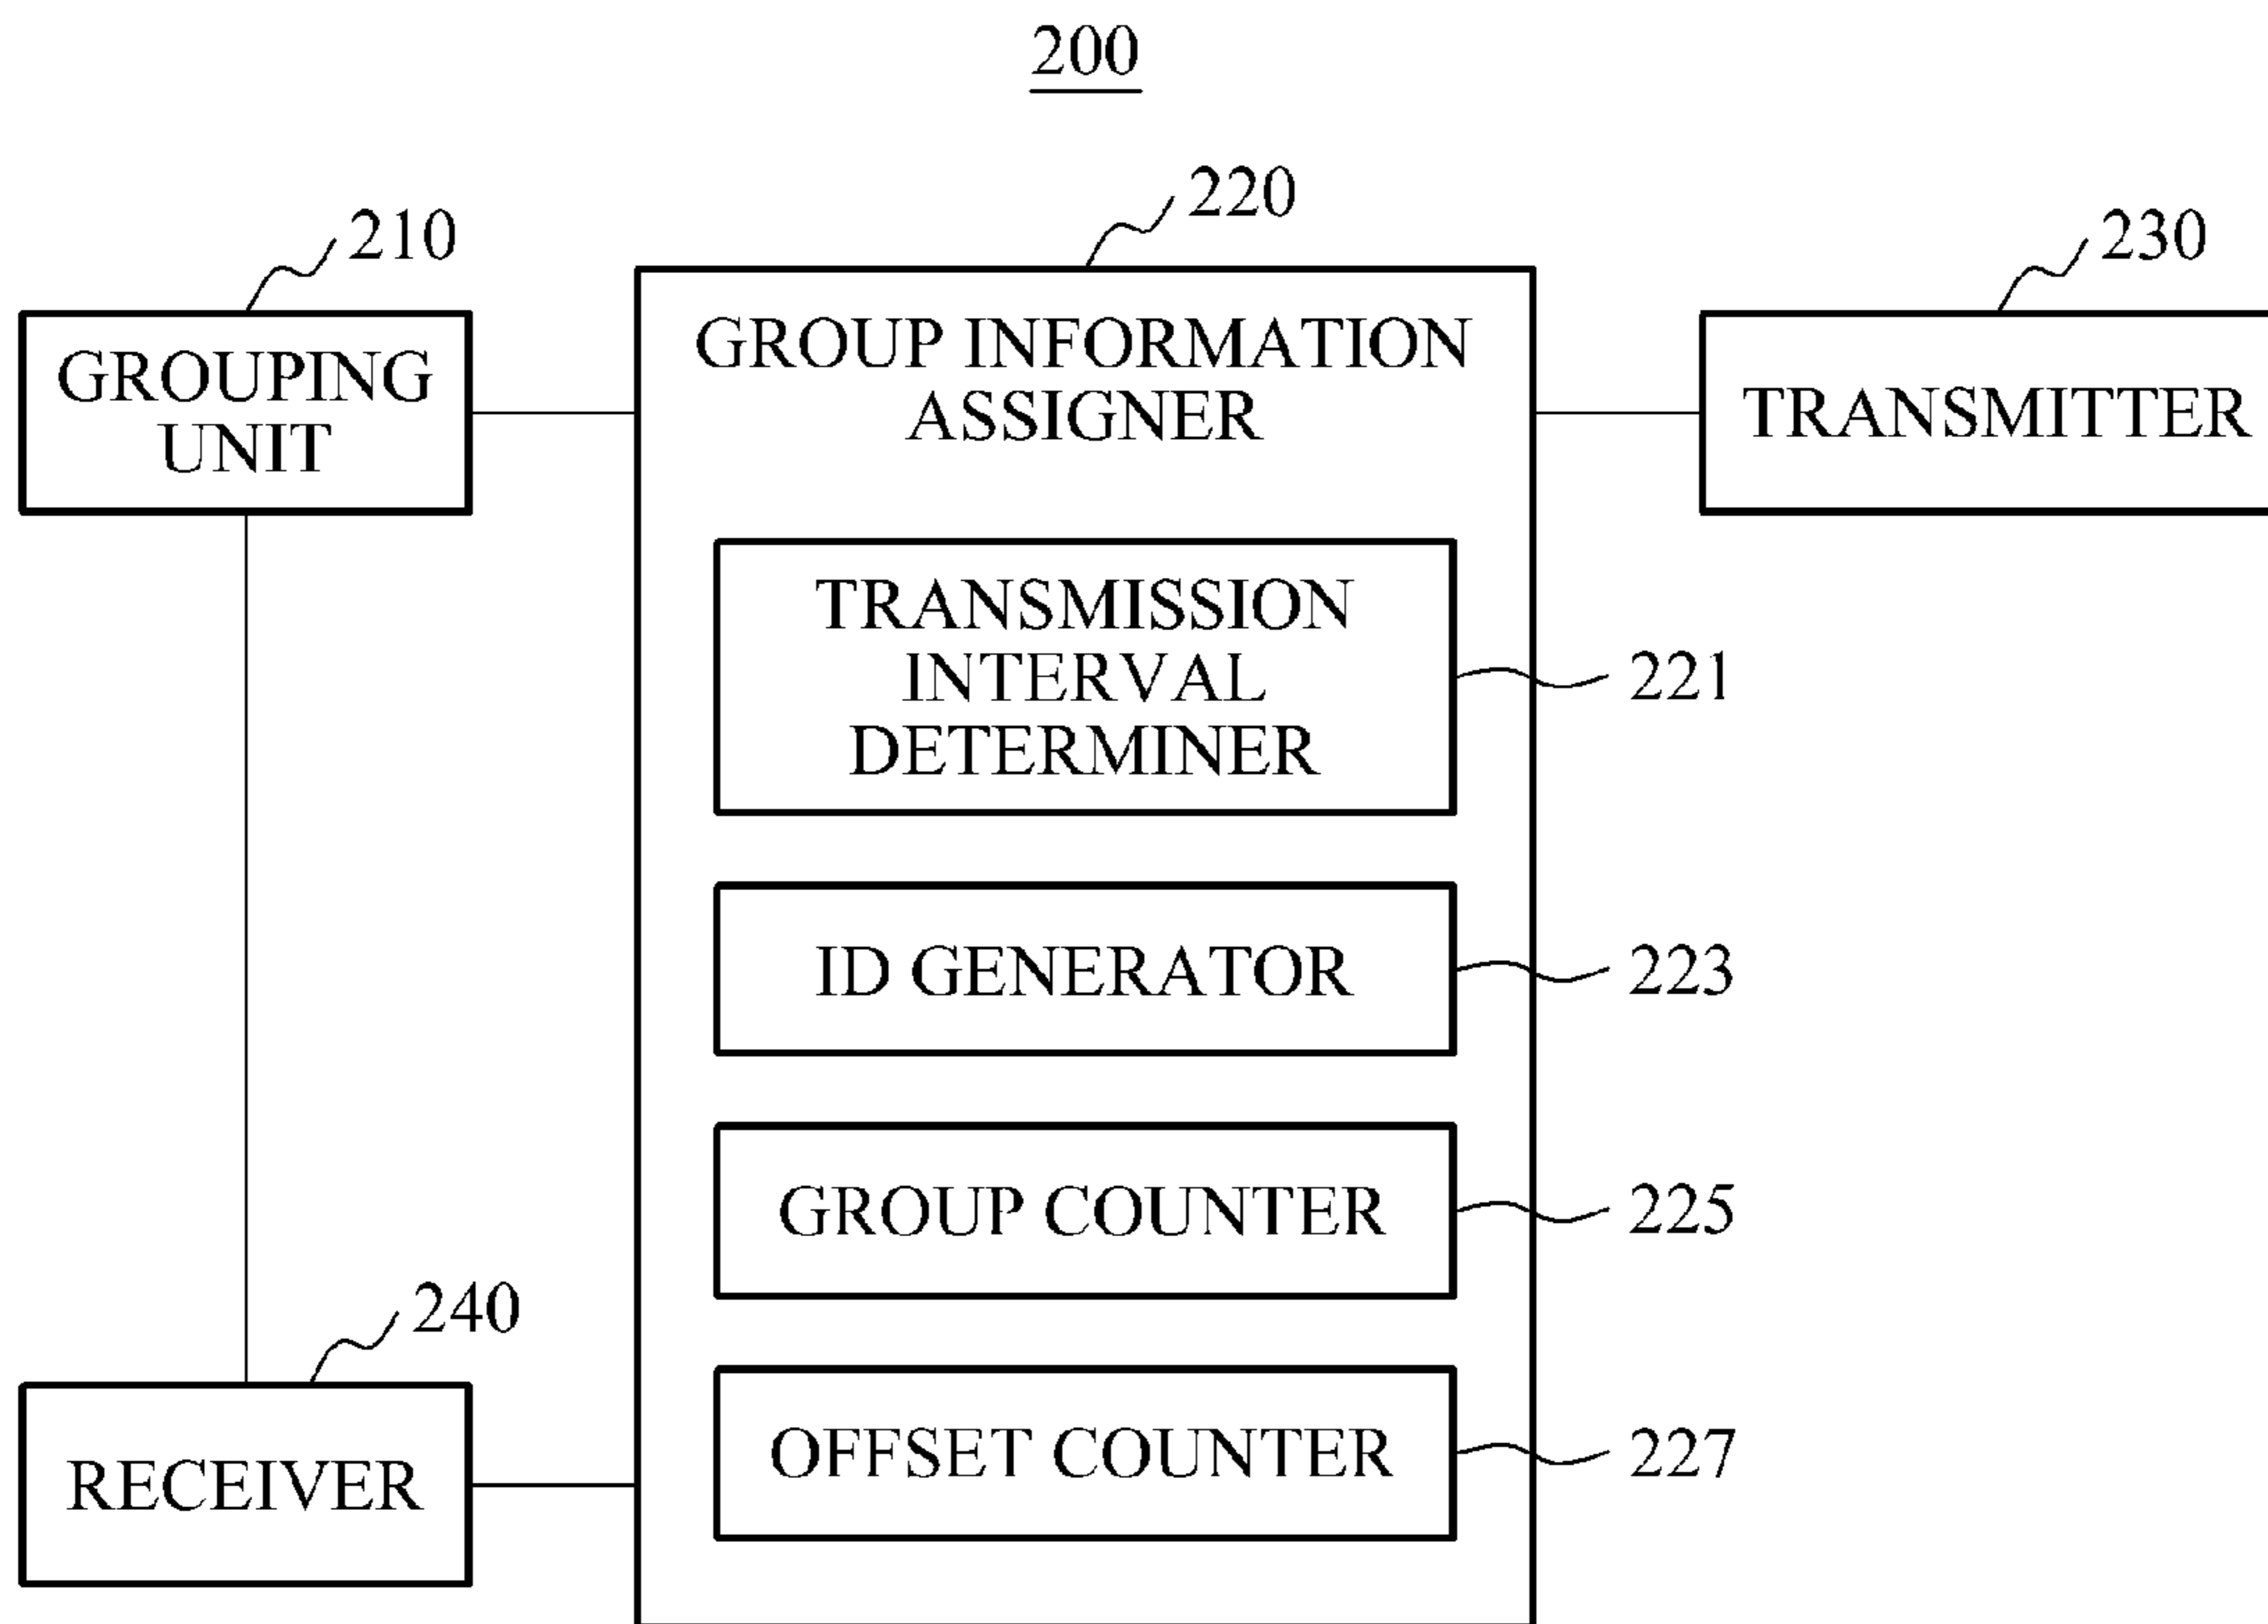 200
210
220
230
GROUPING
UNIT
GROUP INFORMATION
ASSIGNER
TRANSMITTER
TRANSMISSION
INTERVAL
DETERMINER
221
ID GENERATOR
223
GROUP COUNTER
225
240
RECEIVER
OFFSET COUNTER
227